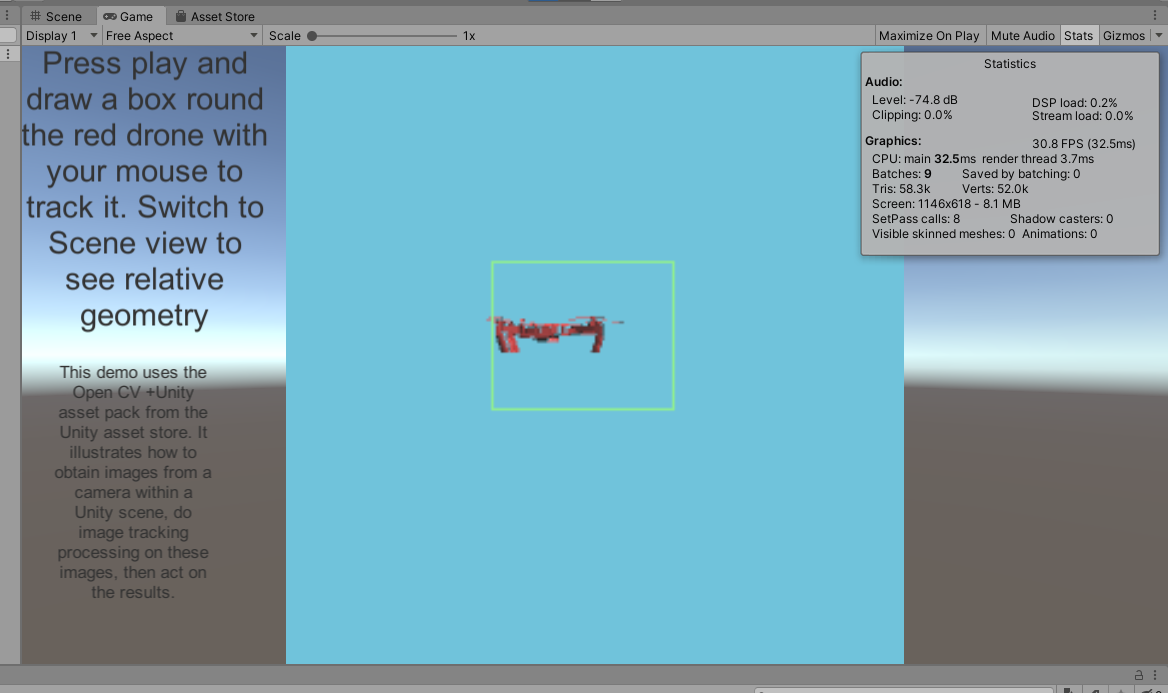 Scene
Game
Asset Store
Display 1
Free Aspect
Scale
1x
Maximize On Play
Mute Audio
Stats
Gizmos
Press play and
draw a box round
the red drone with
your mouse to
track it. Switch to
Scene view to
see relative
geometry
This demo uses the
Open CV +Unity
asset pack from the
Unity asset store. It
illustrates how to
obtain images from a
camera within a
Unity scene, do
image tracking
processing on these
images, then act on
the results.
Statistics
Audio:
Level: -74.8 dB
DSP load: 0.2%
Clipping: 0.0%
Stream load: 0.0%
Graphics:
30.8 FPS (32.5ms)
CPU: main 32.5ms render thread 3.7ms
Batches: 9 Saved by batching: 0
Tris: 58.3k Verts: 52.0k
Screen: 1146x618 - 8.1 MB
SetPass calls: 8 Shadow casters: 0
Visible skinned meshes: 0 Animations: 0